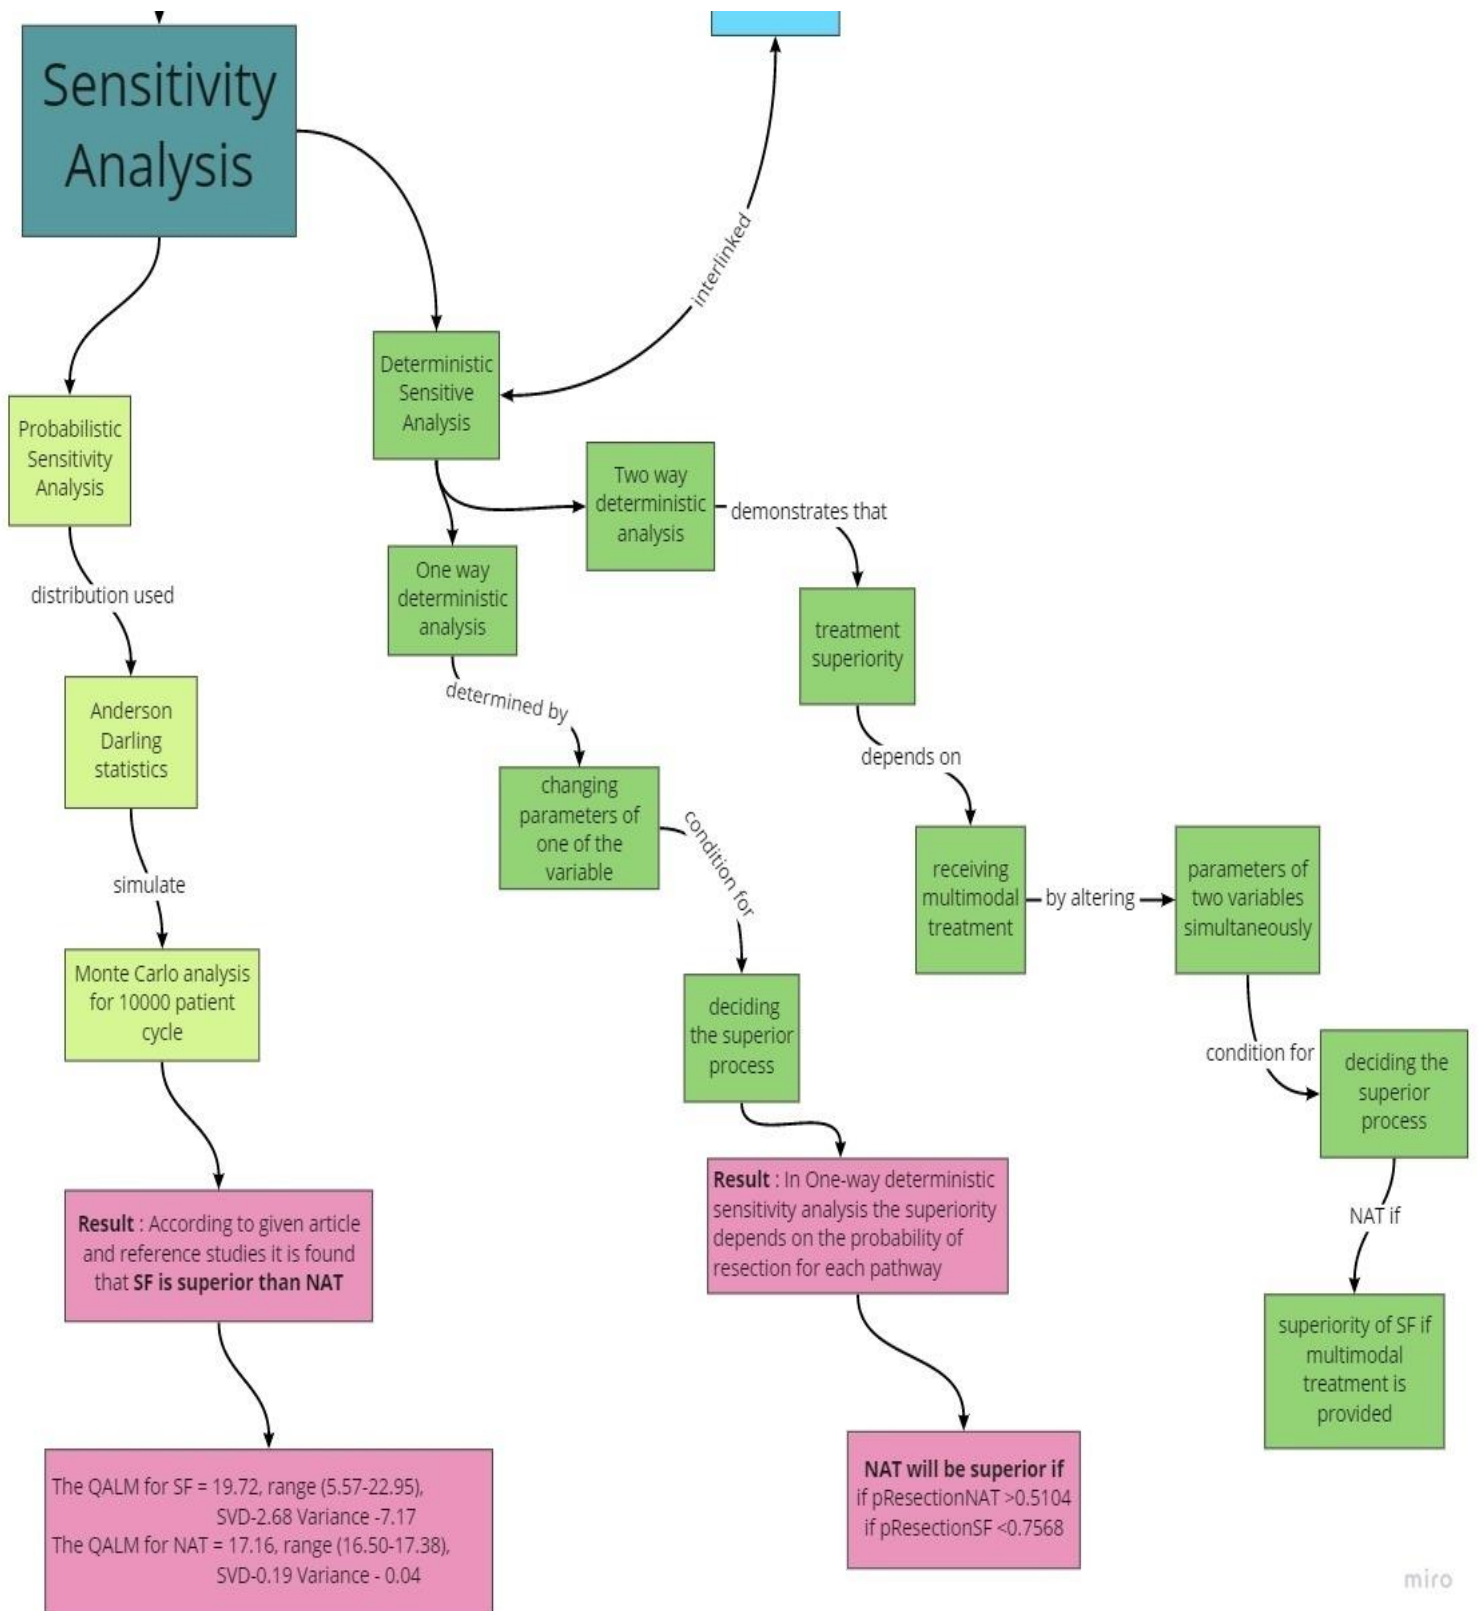 Sensitivity
Analysis
interlinked
Deterministic
Sensitive
Analysis
Probabilistic
Sensitivity
Analysis
Two way
deterministic
analysis
demonstrates that
One way
deterministic
analysis
distribution used
treatment
superiority
determined by
Anderson
Darling
statistics
depends on
changing
parameters of
one of the
variable
condition for
simulate
receiving
multimodal
treatment
by altering
parameters of
two variables
simultaneously
Monte Carlo analysis
for 10000 patient
cycle
deciding
the superior
process
condition for
deciding the
superior
process
Result : According to given article
and reference studies it is found
that SF is superior than NAT
Result : In One-way deterministic
sensitivity analysis the superiority
depends on the probability of
resection for each pathway
NAT if
superiority of SF if
multimodal
treatment is
provided
The QALM for SF = 19.72, range (5.57-22.95),
SVD-2.68 Variance -7.17
The QALM for NAT = 17.16, range (16.50-17.38),
SVD-0.19 Variance - 0.04
NAT will be superior if
if pResectionNAT >0.5104
if pResectionSF <0.7568
miro